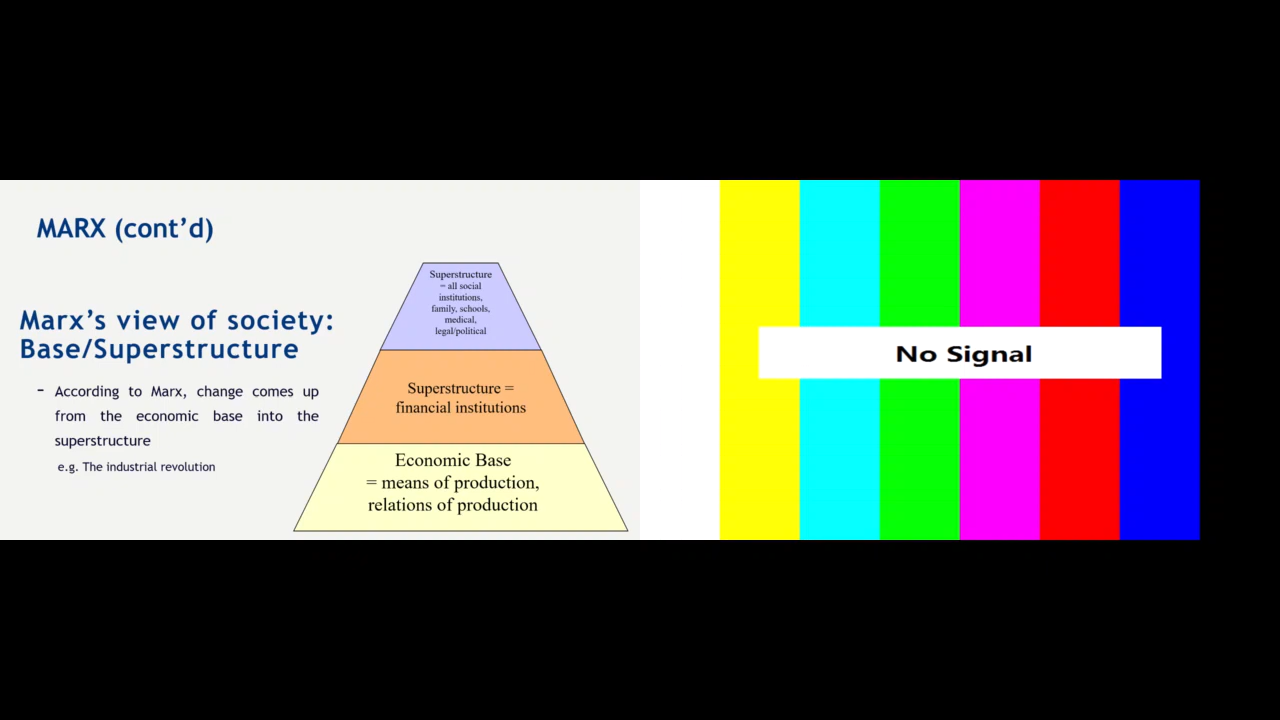 MARX (cont’d)
Marx’s view of society:
Base/Superstructure
– According to Marx, change comes up
from the economic base into the
superstructure
e.g. The industrial revolution
Superstructure
= all social
institutions,
family, schools,
medical,
legal/political
Superstructure =
financial institutions
Economic Base
= means of production,
relations of production
No Signal